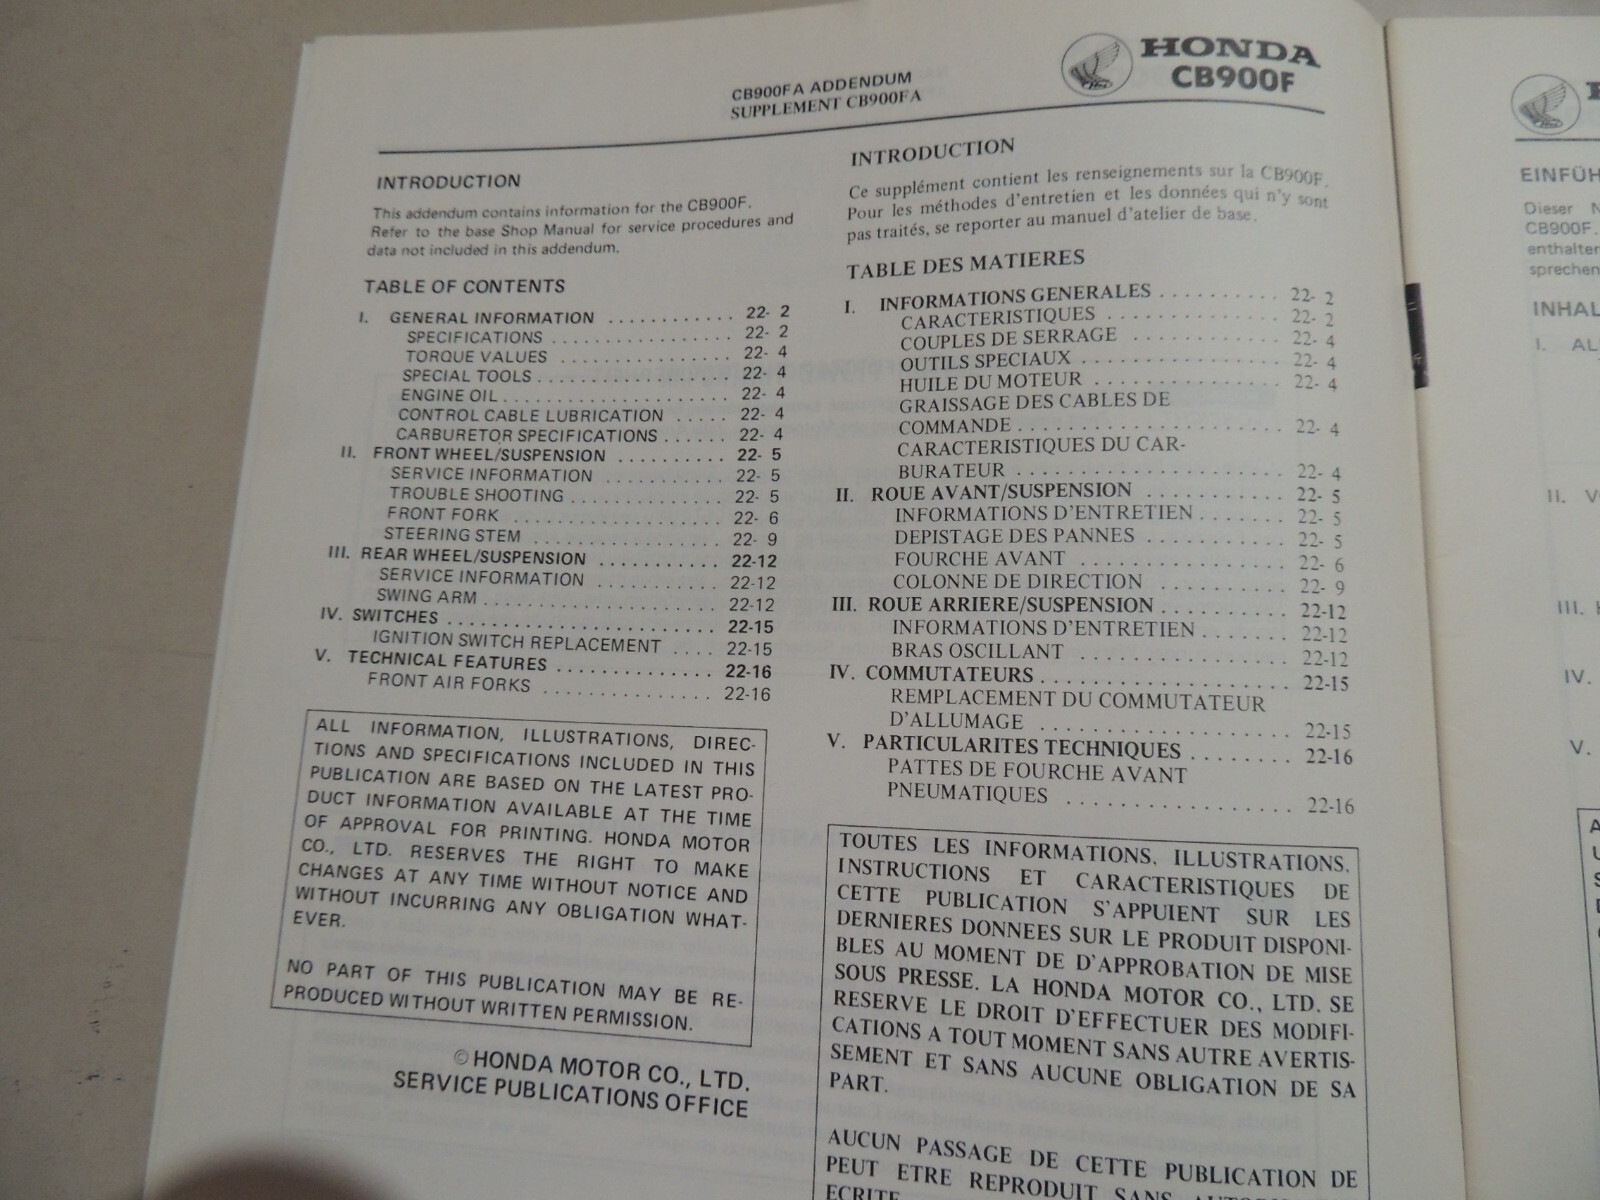 CB900FA ADDENDUM
SUPPLEMENT CB900FA
HONDA
CB900F
INTRODUCTION
This addendum contains information for the CB900F.
Refer to the base Shop Manual for service procedures and
data not included in this addendum.
TABLE OF CONTENTS
I. GENERAL INFORMATION ............ 22- 2
SPECIFICATIONS .................. 22- 2
TORQUE VALUES ................. 22- 4
SPECIAL TOOLS ................... 22- 4
ENGINE OIL ...................... 22- 4
CONTROL CABLE LUBRICATION ..... 22- 4
CARBURETOR SPECIFICATIONS ...... 22- 4
II. FRONT WHEEL/SUSPENSION .......... 22- 5
SERVICE INFORMATION ............ 22- 5
TROUBLE SHOOTING ............... 22- 5
FRONT FORK .................... 22- 6
STEERING STEM .................. 22- 9
III. REAR WHEEL/SUSPENSION ........... 22-12
SERVICE INFORMATION ............ 22-12
SWING ARM ...................... 22-12
IV. SWITCHES ......................... 22-15
IGNITION SWITCH REPLACEMENT .... 22-15
V. TECHNICAL FEATURES .............. 22-16
FRONT AIR FORKS ................ 22-16
ALL INFORMATION, ILLUSTRATIONS, DIREC-
TIONS AND SPECIFICATIONS INCLUDED IN THIS
PUBLICATION ARE BASED ON THE LATEST PRO-
DUCT INFORMATION AVAILABLE AT THE TIME
OF APPROVAL FOR PRINTING. HONDA MOTOR
CO., LTD. RESERVES THE RIGHT TO MAKE
CHANGES AT ANY TIME WITHOUT NOTICE AND
WITHOUT INCURRING ANY OBLIGATION WHAT-
EVER.
NO PART OF THIS PUBLICATION MAY BE RE-
PRODUCED WITHOUT WRITTEN PERMISSION.
© HONDA MOTOR CO., LTD.
SERVICE PUBLICATIONS OFFICE
INTRODUCTION
Ce supplément contient les renseignements sur la CB900F.
Pour les méthodes d'entretien et les données qui n'y sont
pas traités, se reporter au manuel d'atelier de base.
TABLE DES MATIERES
I. INFORMATIONS GENERALES .......... 22- 2
CARACTERISTIQUES .............. 22- 2
COUPLES DE SERRAGE ............ 22- 4
OUTILS SPECIAUX ................ 22- 4
HUILE DU MOTEUR ............... 22- 4
GRAISSAGE DES CABLES DE
COMMANDE ...................... 22- 4
CARACTERISTIQUES DU CAR-
BURATEUR ...................... 22- 4
II. ROUE AVANT/SUSPENSION ........... 22- 5
INFORMATIONS D'ENTRETIEN ....... 22- 5
DEPISTAGE DES PANNES ........... 22- 5
FOURCHE AVANT ................. 22- 6
COLONNE DE DIRECTION .......... 22- 9
III. ROUE ARRIERE/SUSPENSION .......... 22-12
INFORMATIONS D'ENTRETIEN ....... 22-12
BRAS OSCILLANT ................ 22-12
IV. COMMUTATEURS .................... 22-15
REMPLACEMENT DU COMMUTATEUR
D'ALLUMAGE .................... 22-15
V. PARTICULARITES TECHNIQUES ........ 22-16
PATTES DE FOURCHE AVANT
PNEUMATIQUES .................. 22-16
TOUTES LES INFORMATIONS, ILLUSTRATIONS,
INSTRUCTIONS ET CARACTERISTIQUES DE
CETTE PUBLICATION S'APPUIENT SUR LES
DERNIERES DONNEES SUR LE PRODUIT DISPONI-
BLES AU MOMENT DE D'APPROBATION DE MISE
SOUS PRESSE. LA HONDA MOTOR CO., LTD. SE
RESERVE LE DROIT D'EFFECTUER DES MODIFI-
CATIONS A TOUT MOMENT SANS AUTRE AVERTIS-
SEMENT ET SANS AUCUNE OBLIGATION DE SA
PART.
AUCUN PASSAGE DE CETTE PUBLICATION DE
PEUT ETRE REPRODUIT SANS
ECRITE
EINFÜH
Dieser N
CB900F.
enthalten
sprechen
INHAL
I. AL
II. V
III.
IV.
V.